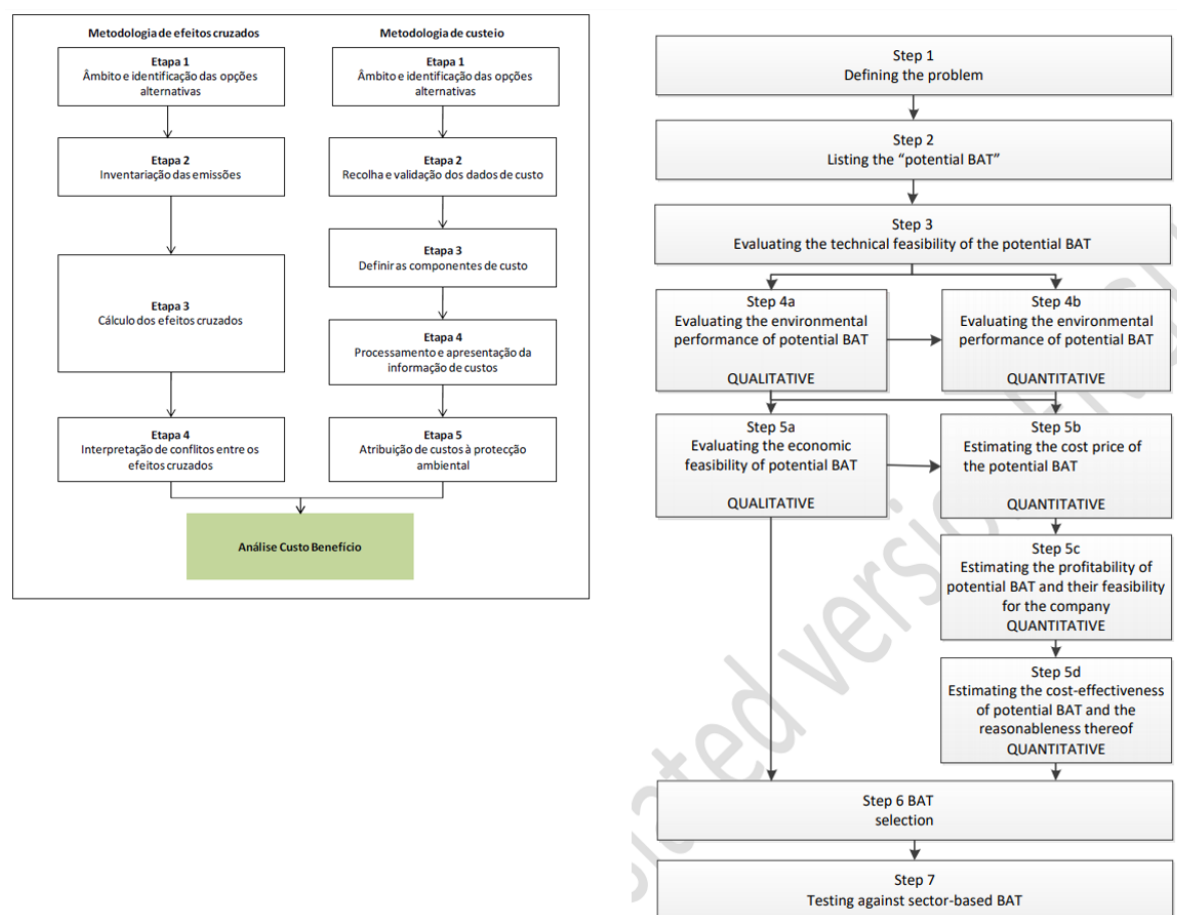 Metodologia de efeitos cruzados
Etapa 1
Âmbito e identificação das opções
alternativas
Etapa 2
Inventariação das emissões
Etapa 3
Cálculo dos efeitos cruzados
Etapa 4
Interpretação de conflitos entre os
efeitos cruzados
Metodologia de custeio
Etapa 1
Âmbito e identificação das opções
alternativas
Etapa 2
Recolha e validação dos dados de custo
Etapa 3
Definir as componentes de custo
Etapa 4
Processamento e apresentação da
informação de custos
Etapa 5
Atribuição de custos à protecção
ambiental
Análise Custo Benefício
Step 1
Defining the problem
Step 2
Listing the “potential BAT”
Step 3
Evaluating the technical feasibility of the potential BAT
Step 4a
Evaluating the environmental
performance of potential BAT
QUALITATIVE
Step 4b
Evaluating the environmental
performance of potential BAT
QUANTITATIVE
Step 5a
Evaluating the economic
feasibility of potential BAT
QUALITATIVE
Step 5b
Estimating the cost price of
the potential BAT
QUANTITATIVE
Step 5c
Estimating the profitability of
potential BAT and their feasibility
for the company
QUANTITATIVE
Step 5d
Estimating the cost-effectiveness
of potential BAT and the
reasonableness thereof
QUANTITATIVE
Step 6 BAT
selection
Step 7
Testing against sector-based BAT
version